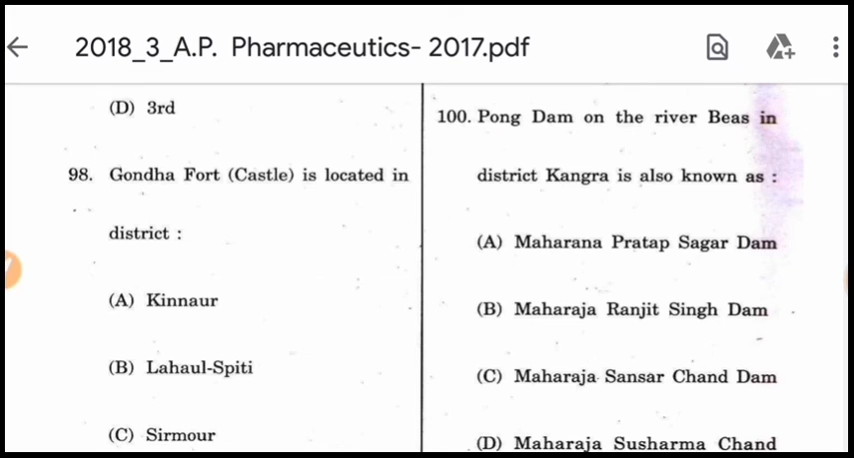 2018_3_A.P. Pharmaceutics- 2017.pdf
(D) 3rd
98. Gondha Fort (Castle) is located in
district :
(A) Kinnaur
(B) Lahaul-Spiti
(C) Sirmour
100. Pong Dam on the river Beas in
district Kangra is also known as :
(A) Maharana Pratap Sagar Dam
(B) Maharaja Ranjit Singh Dam
(C) Maharaja Sansar Chand Dam
(D) Maharaja Susharma Chand